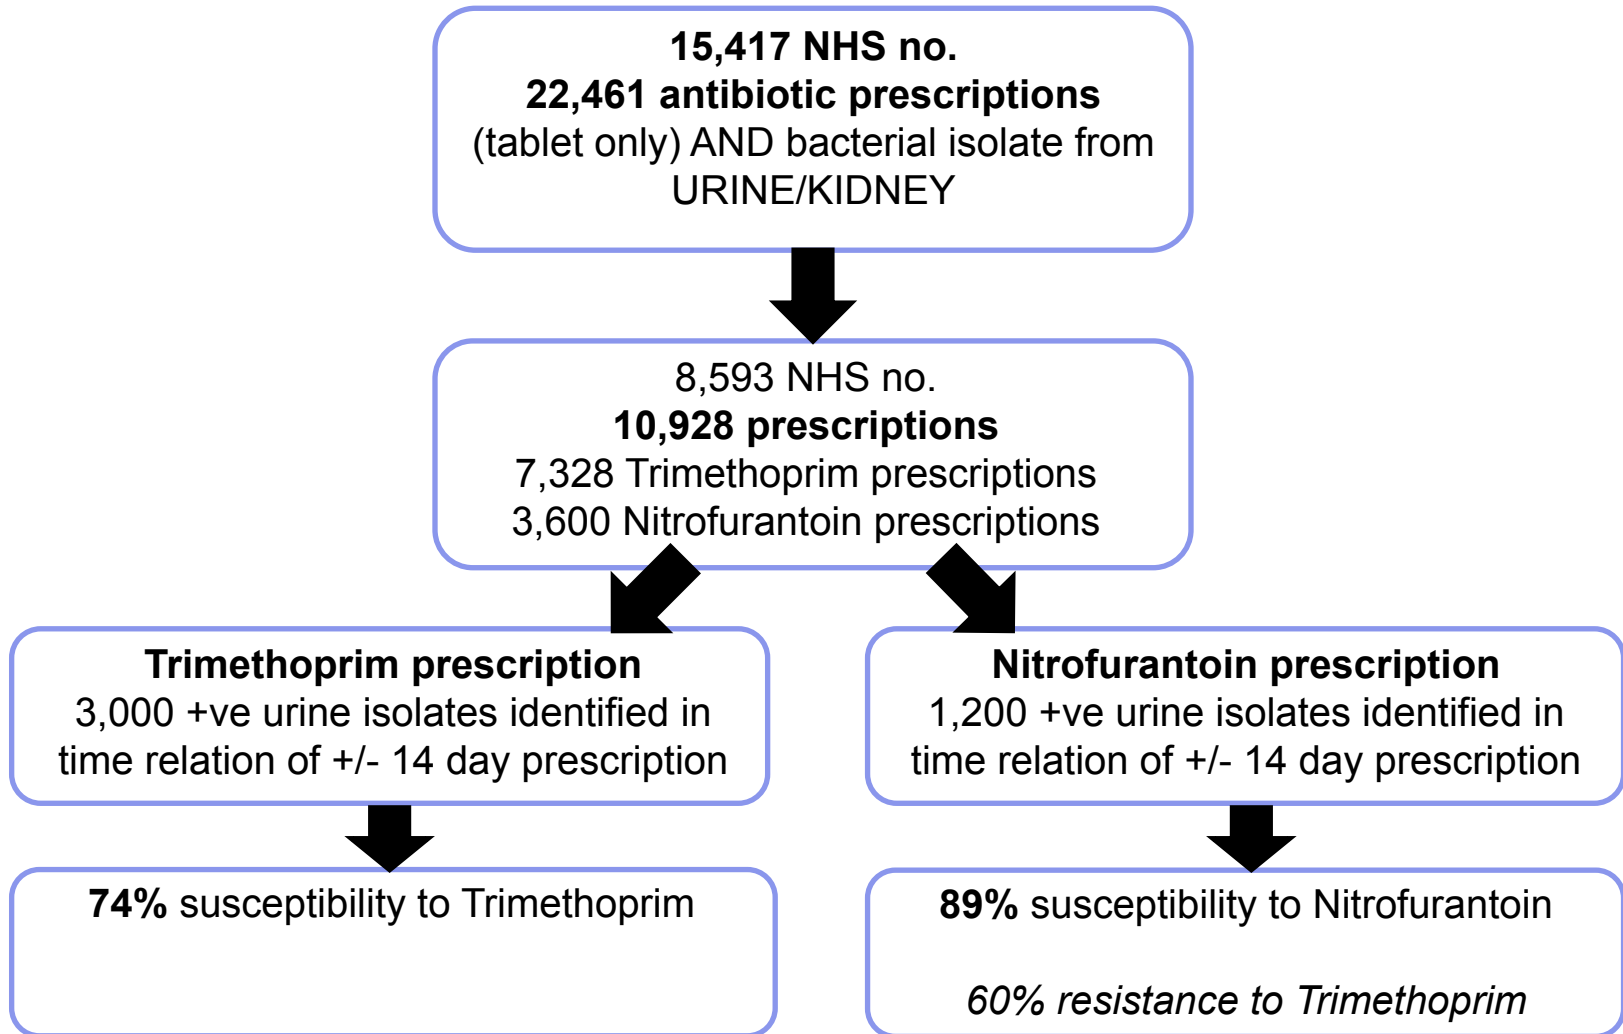 15,417 NHS no.
22,461 antibiotic prescriptions
(tablet only) AND bacterial isolate from
URINE/KIDNEY
8,593 NHS no.
10,928 prescriptions
7,328 Trimethoprim prescriptions
3,600 Nitrofurantoin prescriptions
Trimethoprim prescription
3,000 +ve urine isolates identified in
time relation of +/- 14 day prescription
Nitrofurantoin prescription
1,200 +ve urine isolates identified in
time relation of +/- 14 day prescription
74% susceptibility to Trimethoprim
89% susceptibility to Nitrofurantoin
60% resistance to Trimethoprim